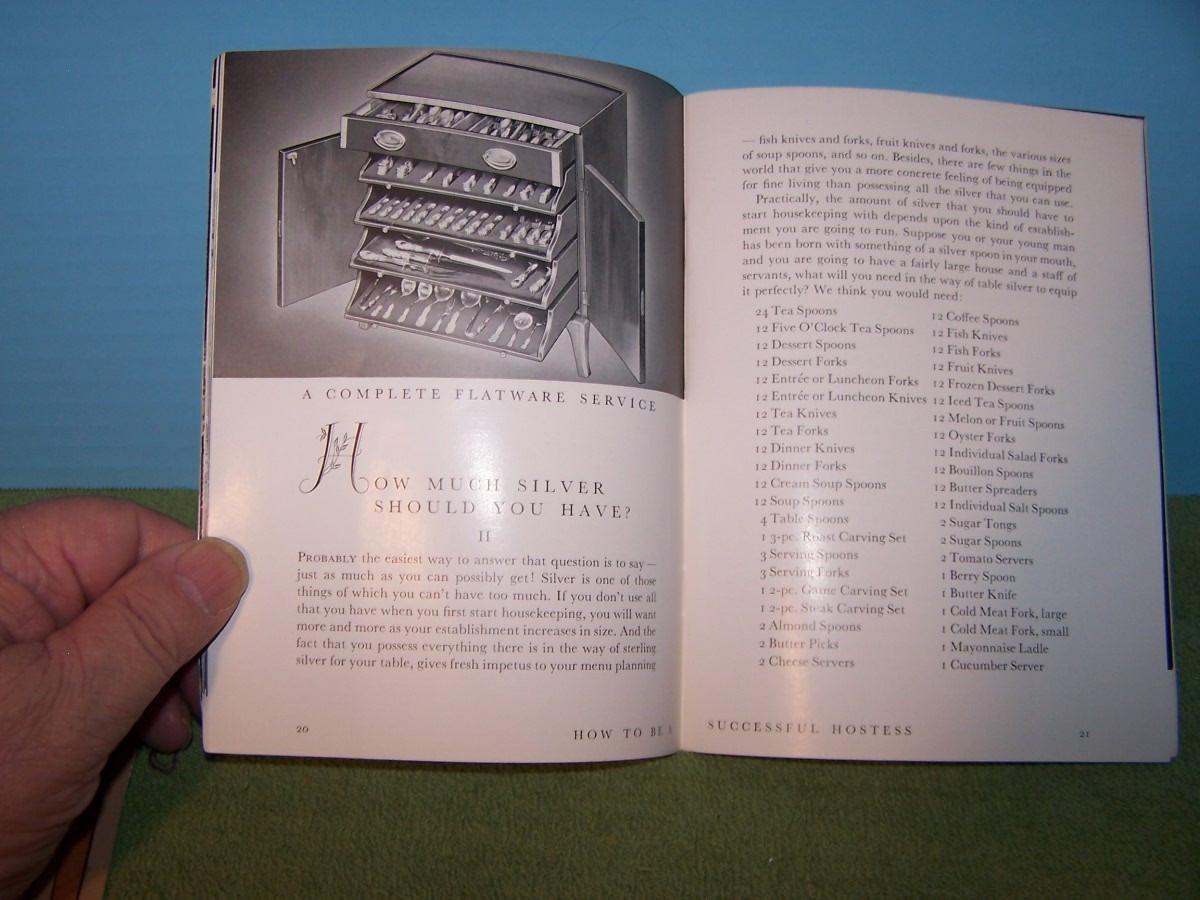 A COMPLETE FLATWARE SERVICE
HOW MUCH SILVER
SHOULD YOU HAVE?
II
PROBABLY the easiest way to answer that question is to say—
just as much as you can possibly get! Silver is one of those
things of which you can't have too much. If you don't use all
that you have when you first start housekeeping, you will want
more and more as your establishment increases in size. And the
fact that you possess everything there is in the way of sterling
silver for your table, gives fresh impetus to your menu planning
20
HOW TO BE A
— fish knives and forks, fruit knives and forks, the various sizes
of soup spoons, and so on. Besides, there are few things in the
world that give you a more concrete feeling of being equipped
for fine living than possessing all the silver that you can use.
Practically, the amount of silver that you should have to
start housekeeping with depends upon the kind of establish-
ment you are going to run. Suppose you or your young man
has been born with something of a silver spoon in your mouth,
and you are going to have a fairly large house and a staff of
servants, what will you need in the way of table silver to equip
it perfectly? We think you would need:
24 Tea Spoons
12 Five O'Clock Tea Spoons
12 Dessert Spoons
12 Dessert Forks
12 Entrée or Luncheon Forks
12 Entrée or Luncheon Knives
12 Tea Knives
12 Tea Forks
12 Dinner Knives
12 Dinner Forks
12 Cream Soup Spoons
12 Soup Spoons
4 Table Spoons
1 3-pc. Roast Carving Set
3 Serving Spoons
3 Serving Forks
1 2-pc. Game Carving Set
1 2-pc. Steak Carving Set
2 Almond Spoons
2 Butter Picks
2 Cheese Servers
12 Coffee Spoons
12 Fish Knives
12 Fish Forks
12 Fruit Knives
12 Frozen Dessert Forks
12 Iced Tea Spoons
12 Melon or Fruit Spoons
12 Oyster Forks
12 Individual Salad Forks
12 Bouillon Spoons
12 Butter Spreaders
12 Individual Salt Spoons
2 Sugar Tongs
2 Sugar Spoons
2 Tomato Servers
1 Berry Spoon
1 Butter Knife
1 Cold Meat Fork, large
1 Cold Meat Fork, small
1 Mayonnaise Ladle
1 Cucumber Server
SUCCESSFUL HOSTESS
21